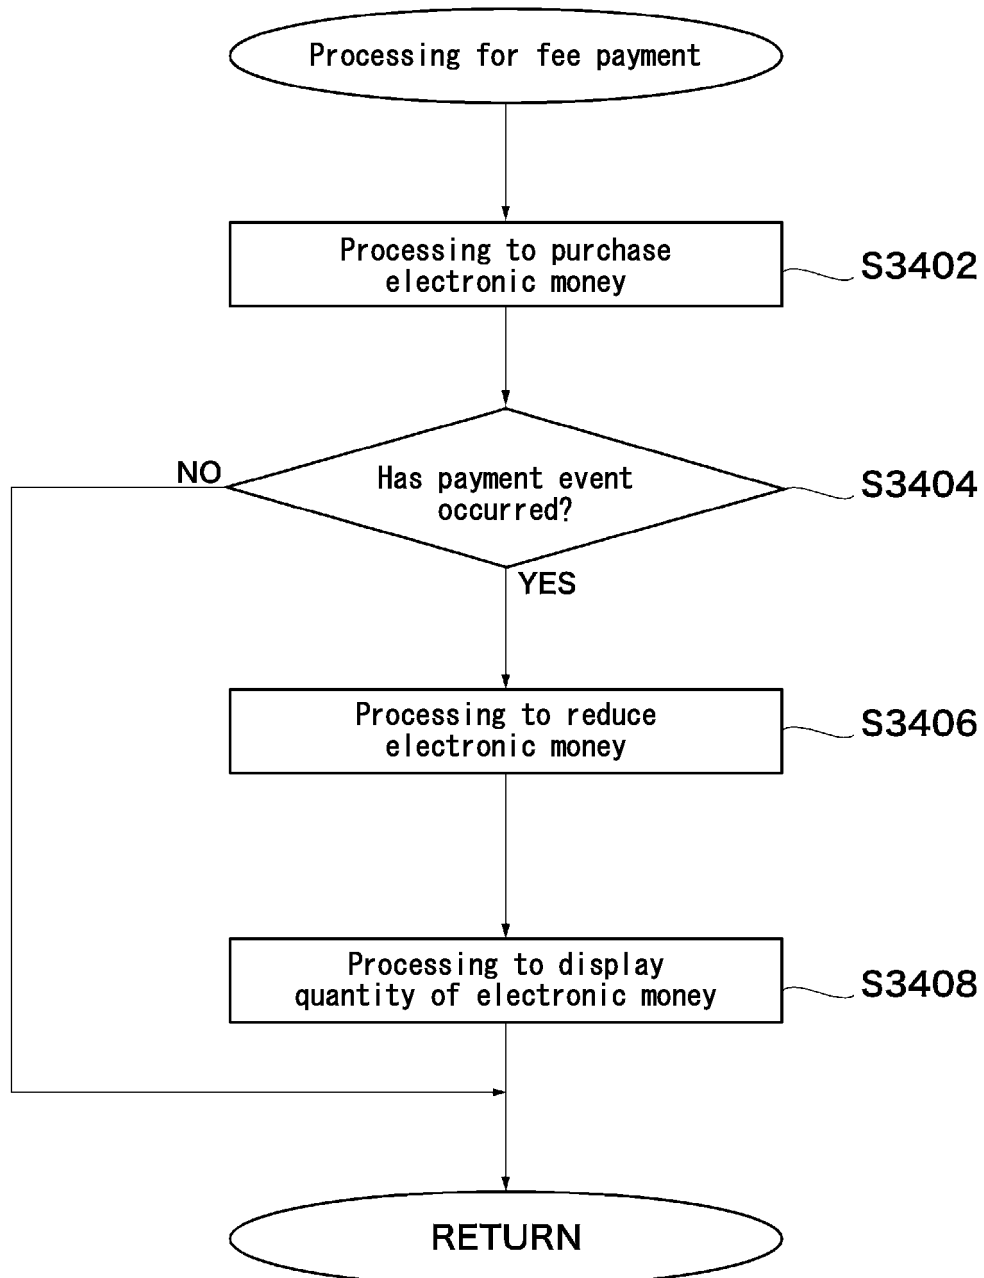 Processing for fee payment
Processing to purchase
electronic money
S3402
Has payment event
occurred?
S3404
NO
YES
Processing to reduce
electronic money
S3406
Processing to display
quantity of electronic money
S3408
RETURN